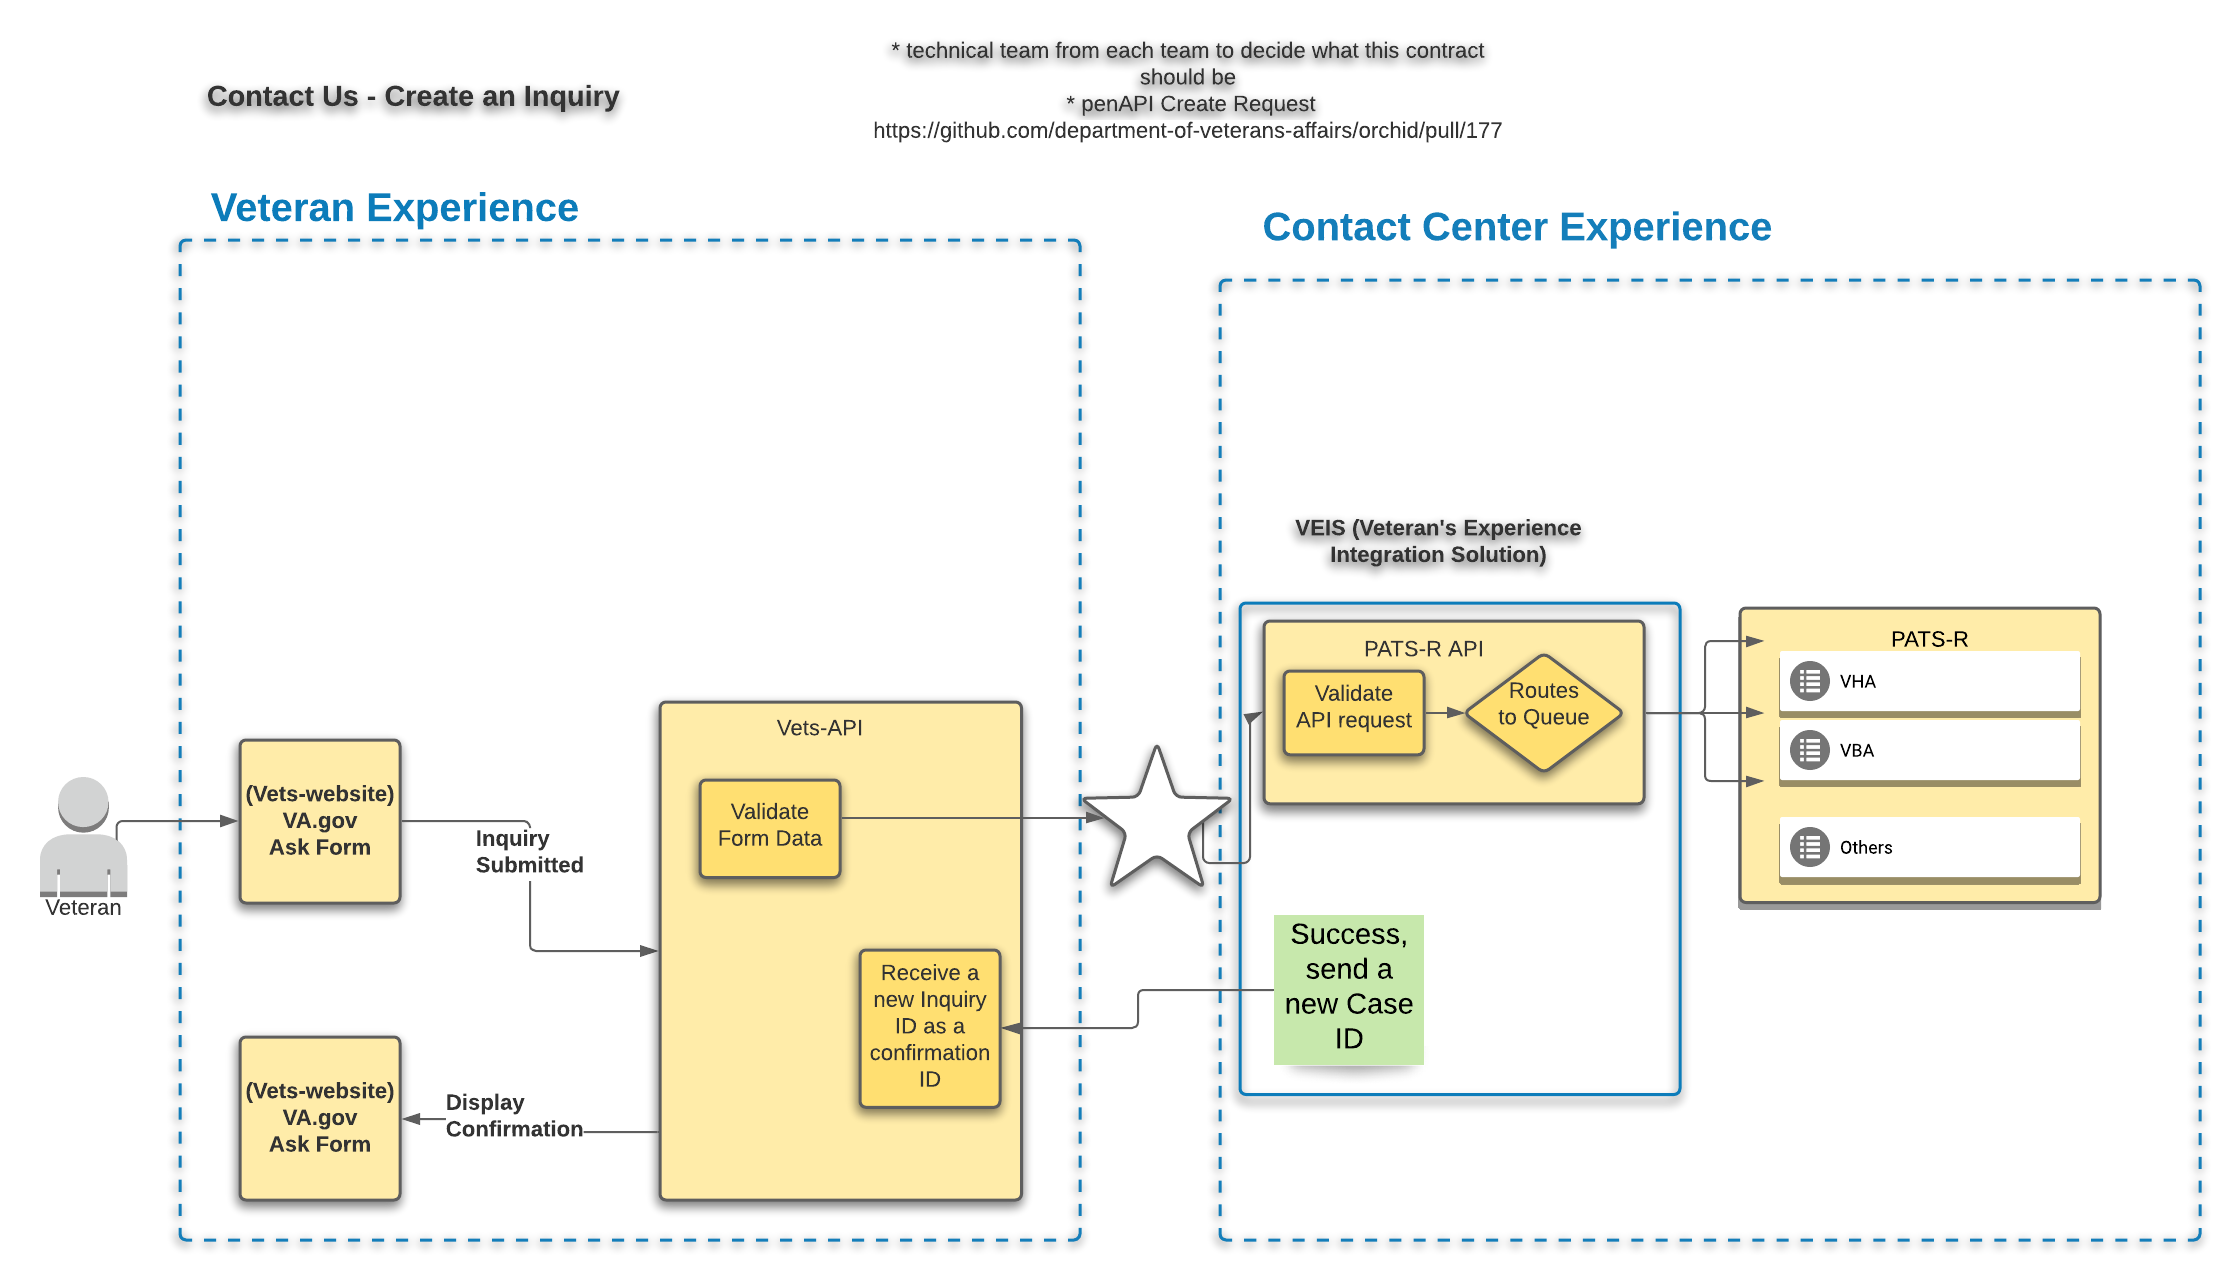 * technical team from each team to decide what this contract
should be
* penAPI Create Request
https://github.com/department-of-veterans-affairs/orchid/pull/177
Contact Us - Create an Inquiry
Veteran Experience
Contact Center Experience
VEIS (Veteran's Experience
Integration Solution)
PATS-R API
Validate
API request
Routes
to Queue
PATS-R
VHA
VBA
Others
Vets-API
Validate
Form Data
(Vets-website)
VA.gov
Ask Form
Inquiry
Submitted
Veteran
Success,
send a
new Case
ID
Receive a
new Inquiry
ID as a
confirmation
ID
(Vets-website)
VA.gov
Ask Form
Display
Confirmation